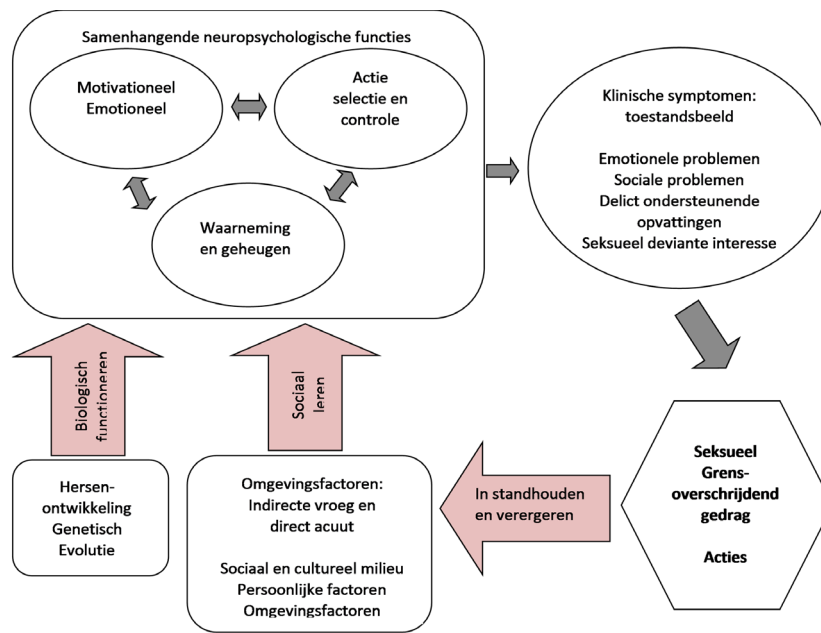 Samenhangende neuropsychologische functies
Motivationeel
Emotioneel
Actie
selectie en
controle
Waarneming
en geheugen
Klinische symptomen:
toestandsbeeld
Emotionele problemen
Sociale problemen
Delict ondersteunende
opvattingen
Seksueel deviante interesse
Biologisch
functioneren
Sociaal
leren
Hersen-
ontwikkeling
Genetisch
Evolutie
Omgevingsfactoren:
Indirecte vroeg en
direct acuut
Sociaal en cultureel milieu
Persoonlijke factoren
Omgevingsfactoren
In standhouden
en verergeren
Seksueel
Grens-
overschrijdend
gedrag
Acties